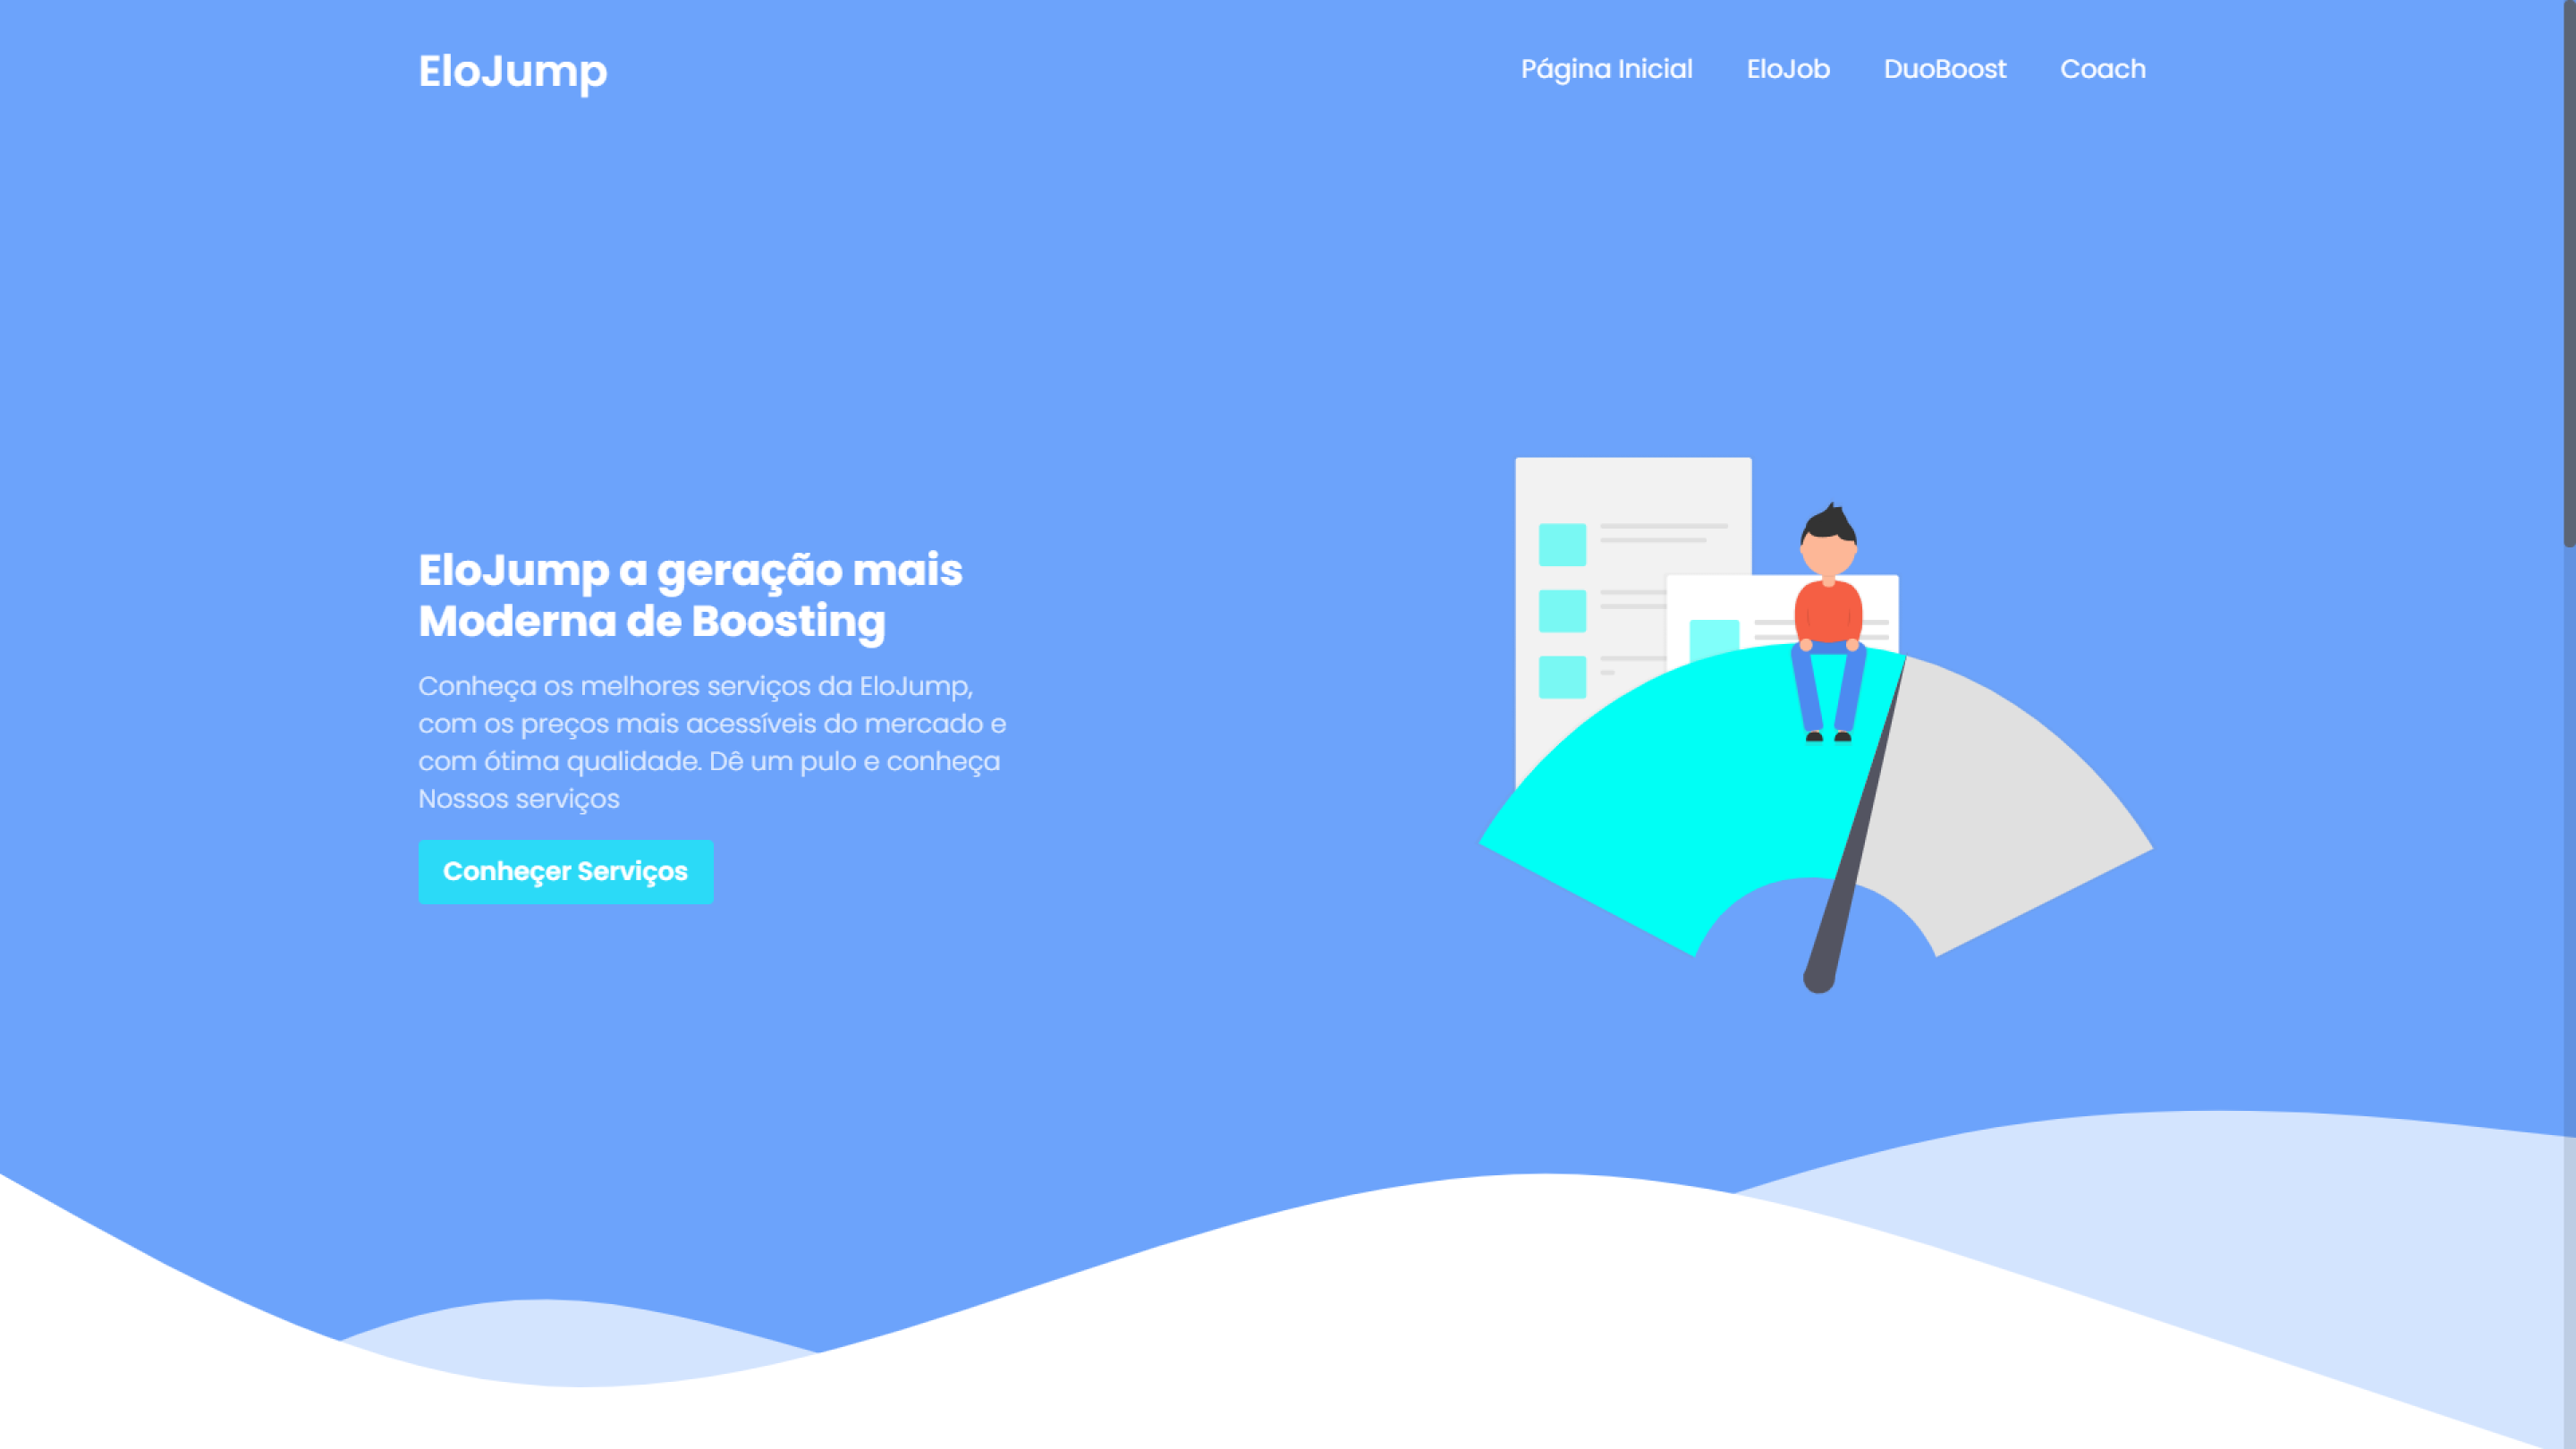 EloJump
Página Inicial EloJob DuoBoost Coach
EloJump a geração mais
Moderna de Boosting
Conheça os melhores serviços da EloJump,
com os preços mais acessíveis do mercado e
com ótima qualidade. Dê um pulo e conheça
Nossos serviços
Conheçer Serviços